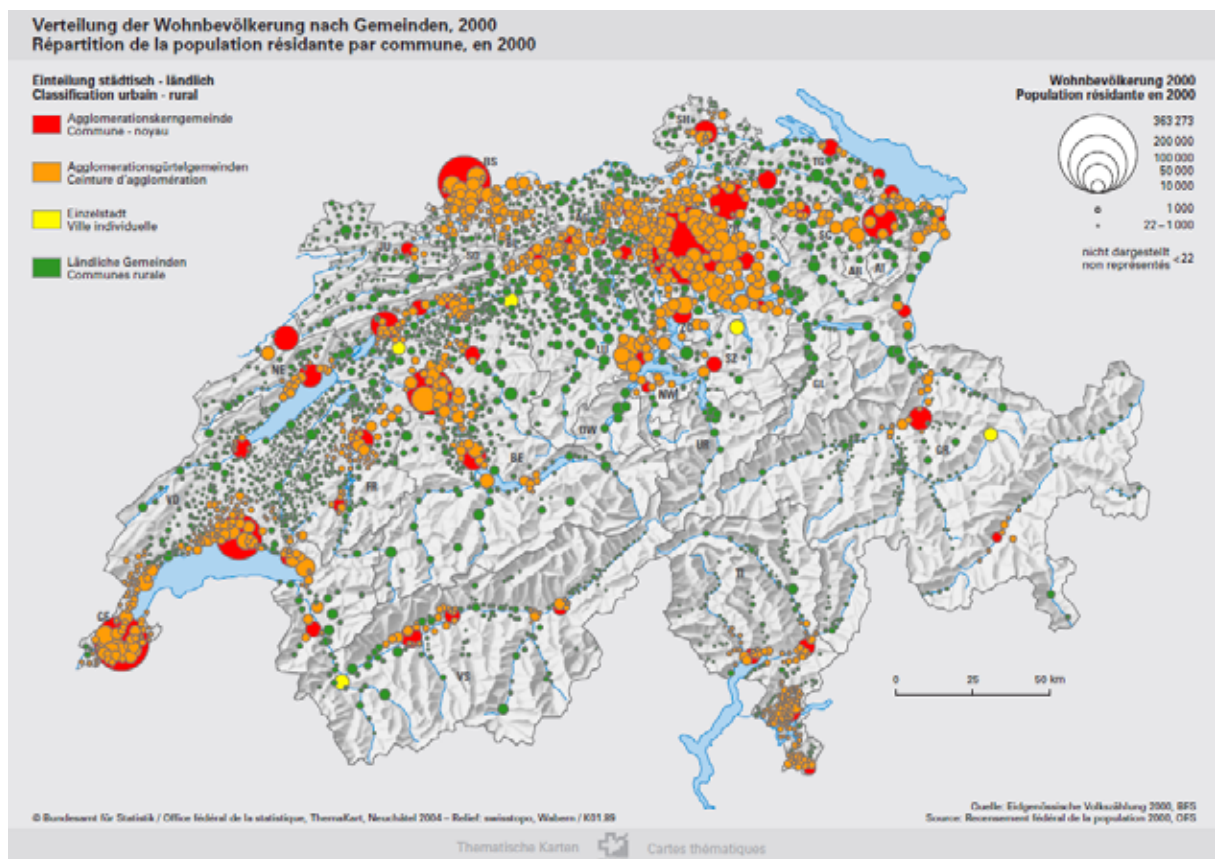 Verteilung der Wohnbevölkerung nach Gemeinden, 2000
Répartition de la population résidante par commune, en 2000
Einteilung städtisch - ländlich
Classification urbain - rural
Agglomerationskerngemeinde
Commune - noyau
Agglomerationsgürtelgemeinden
Ceinture d'agglomération
Einzelstadt
Ville individuelle
Ländliche Gemeinden
Communes rurale
Wohnbevölkerung 2000
Population résidante en 2000
363 273
200 000
100 000
50 000
10 000
1 000
22 – 1 000
nicht dargestellt
non représentés
< 22
SH
BS
TG
JU
SO
AG
SG
AR
AI
ZG
LU
SZ
NE
NW
GL
OW
UR
BE
GR
VD
FR
TI
GE
VS
0 25 50 km
© Bundesamt für Statistik / Office fédéral de la statistique, ThemaKart, Neuchâtel 2004 – Relief: swisstopo, Wabern / K01.89
Quelle: Eidgenössische Volkszählung 2000, BFS
Source: Recensement fédéral de la population 2000, OFS
Thematische Karten Cartes thématiques